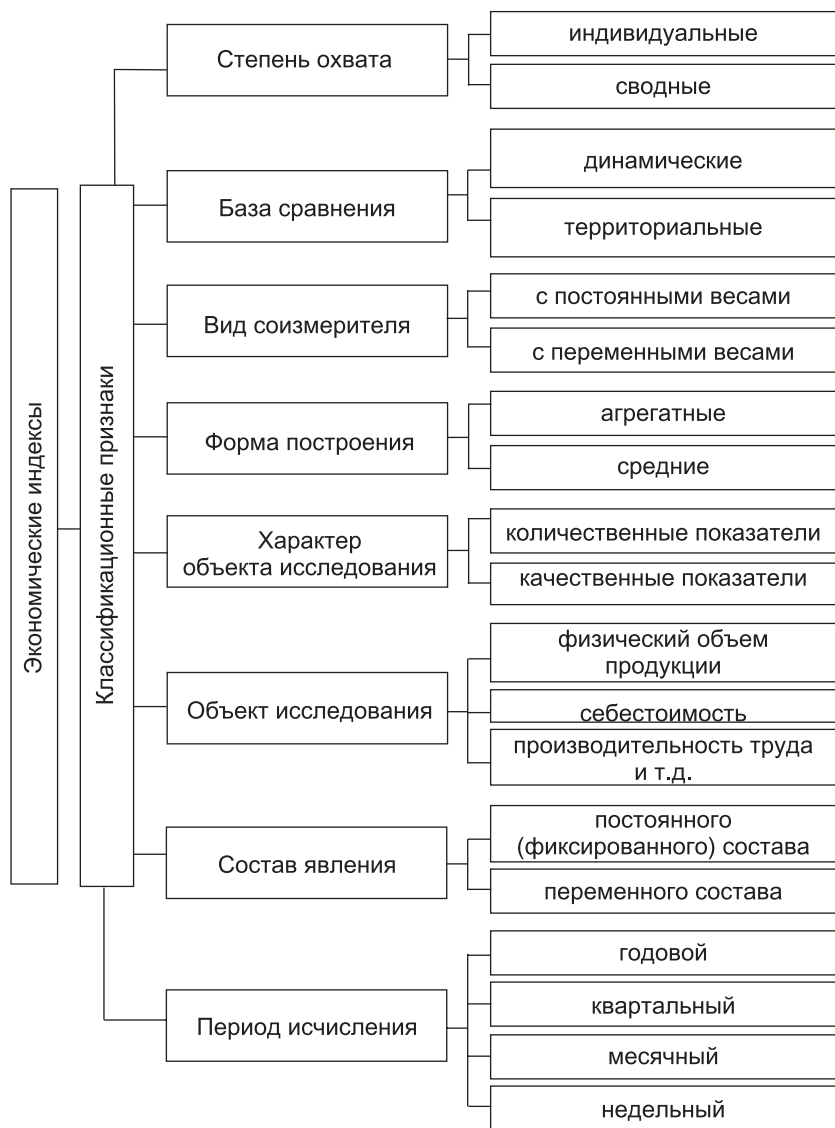 Экономические индексы
Классификационные признаки
Степень охвата
индивидуальные
сводные
База сравнения
динамические
территориальные
Вид соизмерителя
с постоянными весами
с переменными весами
Форма построения
агрегатные
средние
Характер
объекта исследования
количественные показатели
качественные показатели
Объект исследования
физический объем
продукции
себестоимость
производительность труда
и т.д.
Состав явления
постоянного
(фиксированного) состава
переменного состава
Период исчисления
годовой
квартальный
месячный
недельный